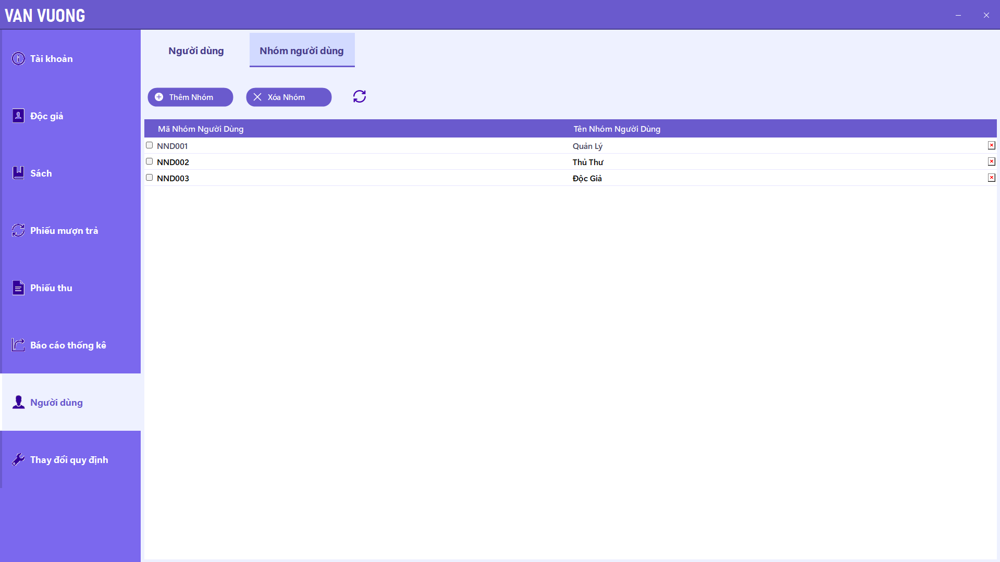 VAN VUONG
Tài khoản
Độc giả
Sách
Phiếu mượn trả
Phiếu thu
Báo cáo thống kê
Người dùng
Thay đổi quy định
Người dùng
Nhóm người dùng
Thêm Nhóm
Xóa Nhóm
Mã Nhóm Người Dùng
Tên Nhóm Người Dùng
NND001
Quản Lý
NND002
Thủ Thư
NND003
Độc Giả